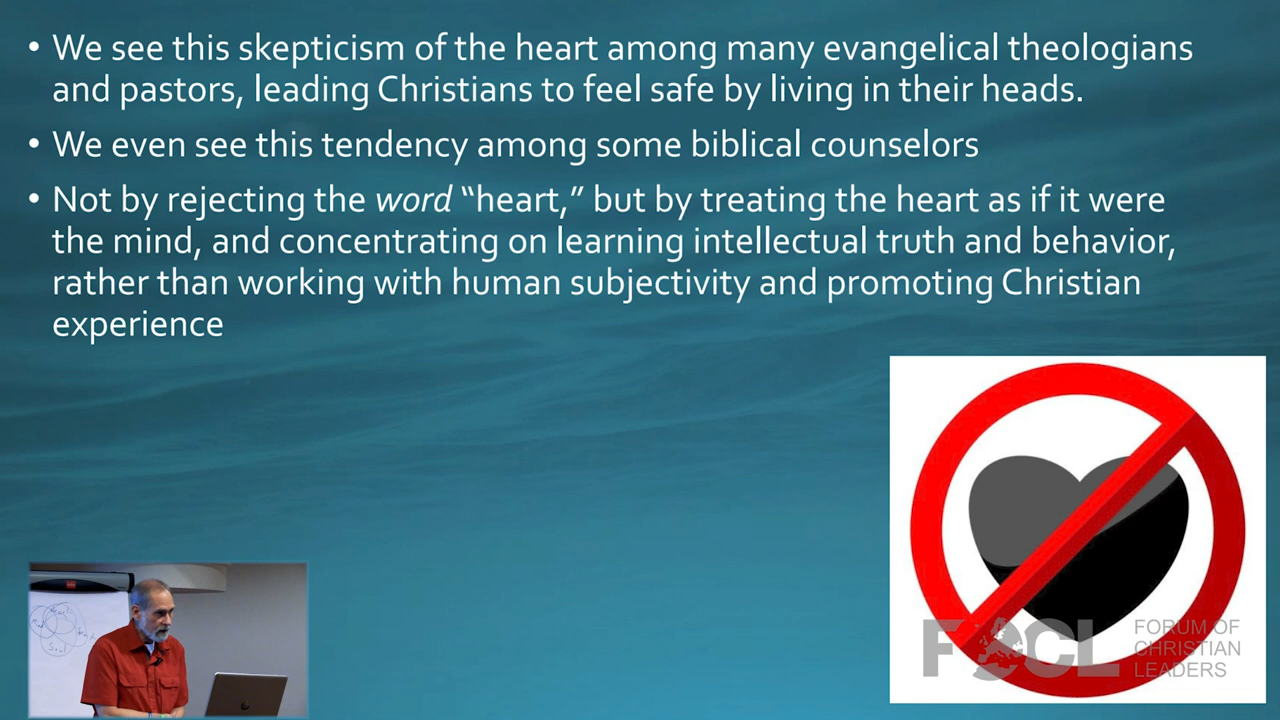 • We see this skepticism of the heart among many evangelical theologians
and pastors, leading Christians to feel safe by living in their heads.
• We even see this tendency among some biblical counselors
• Not by rejecting the word “heart,” but by treating the heart as if it were
the mind, and concentrating on learning intellectual truth and behavior,
rather than working with human subjectivity and promoting Christian
experience
Soul
FOCL
FORUM OF
CHRISTIAN
LEADERS